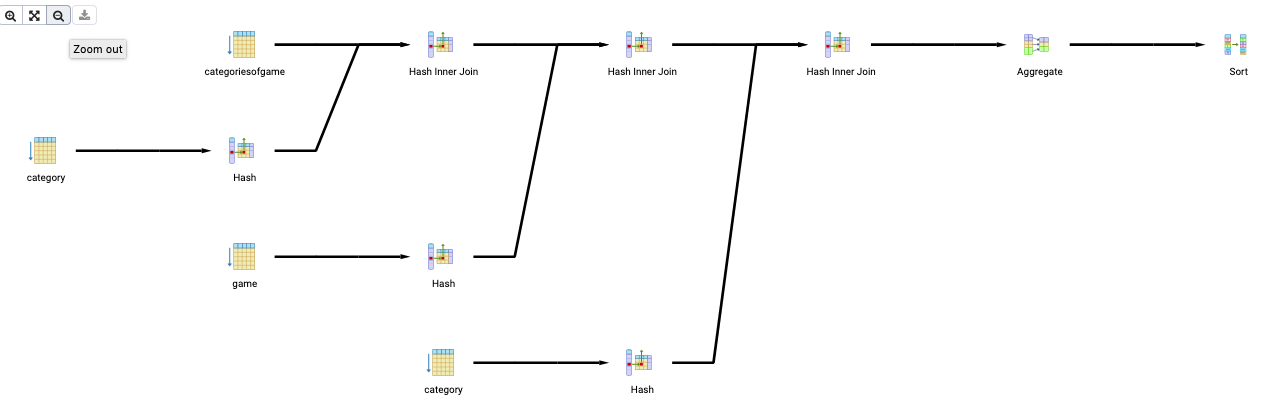 Zoom out
categoriesofgame
Hash Inner Join
Hash Inner Join
Hash Inner Join
Aggregate
Sort
category
Hash
game
Hash
category
Hash